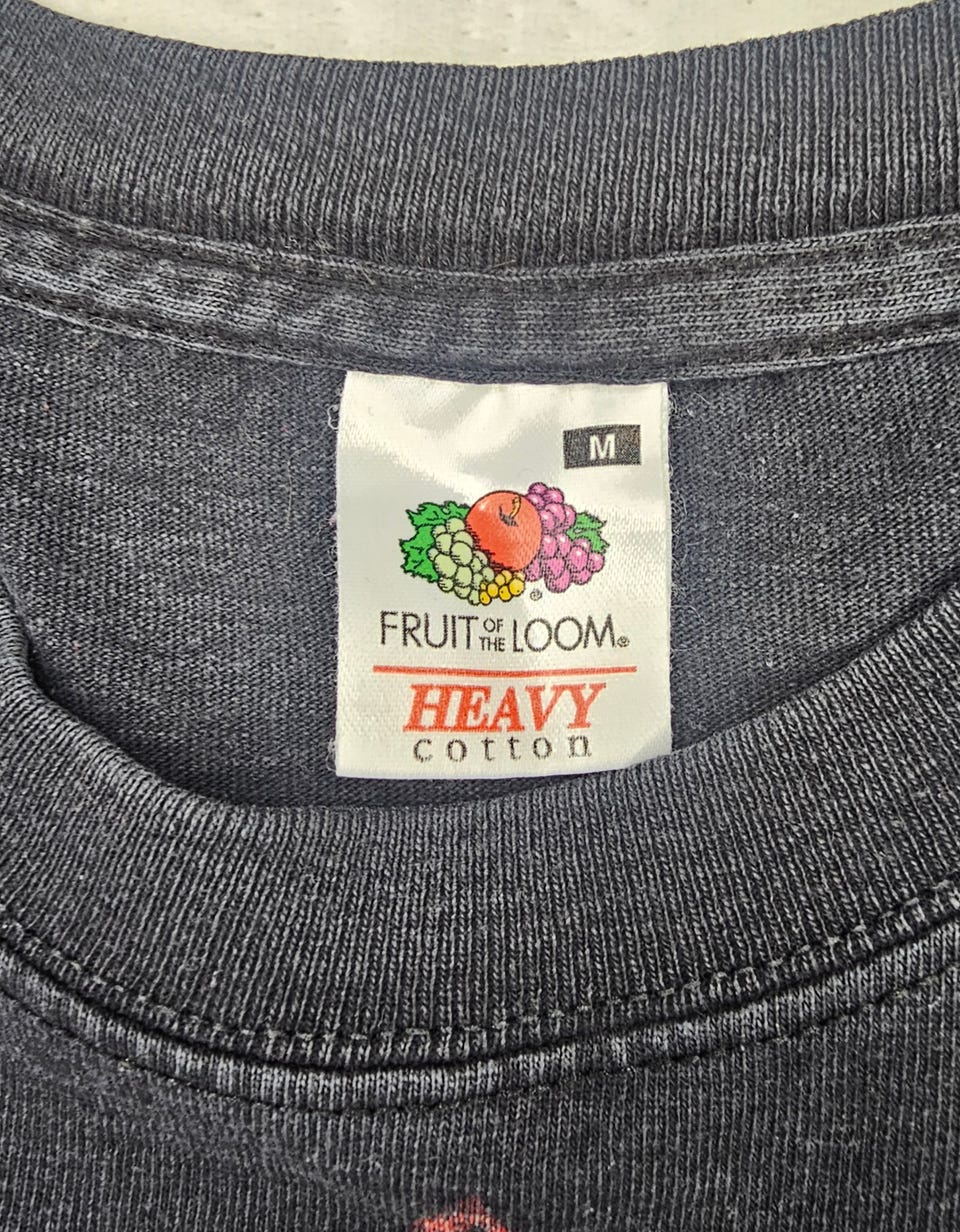 M
FRUIT OF THE LOOM®
HEAVY
cotton